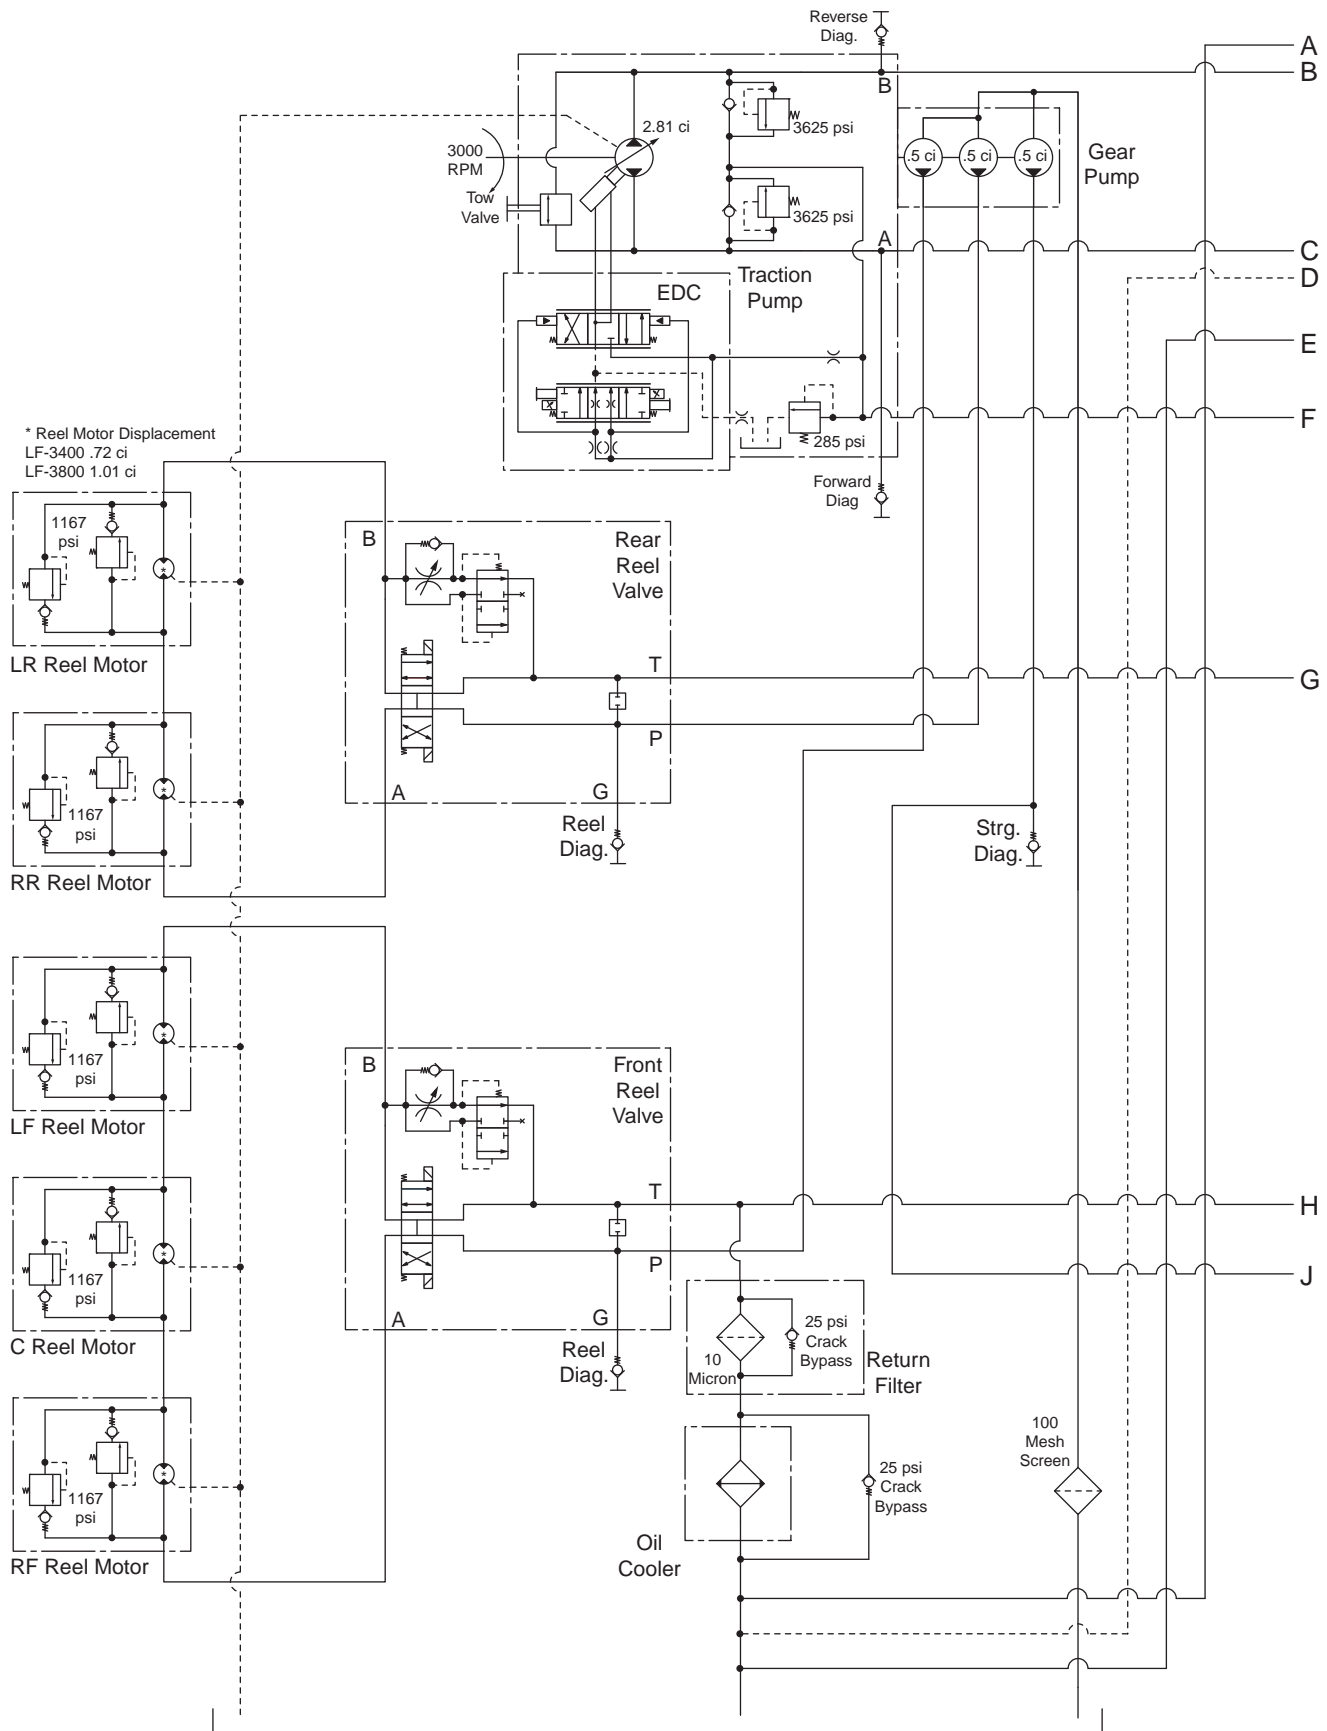 Reverse
Diag.
A
B
B
2.81 ci
3625 psi
3000
RPM
.5 ci
.5 ci
.5 ci
Gear
Pump
Tow
Valve
3625 psi
A
C
Traction
Pump
D
EDC
E
F
285 psi
* Reel Motor Displacement
LF-3400 .72 ci
LF-3800 1.01 ci
Forward
Diag
1167
psi
*
LR Reel Motor
B
Rear
Reel
Valve
T
G
P
1167
psi
*
RR Reel Motor
A
G
Reel
Diag.
Strg.
Diag.
1167
psi
*
LF Reel Motor
B
Front
Reel
Valve
T
H
P
J
1167
psi
*
C Reel Motor
A
G
Reel
Diag.
25 psi
Crack
Bypass
10
Micron
Return
Filter
100
Mesh
Screen
25 psi
Crack
Bypass
1167
psi
*
RF Reel Motor
Oil
Cooler